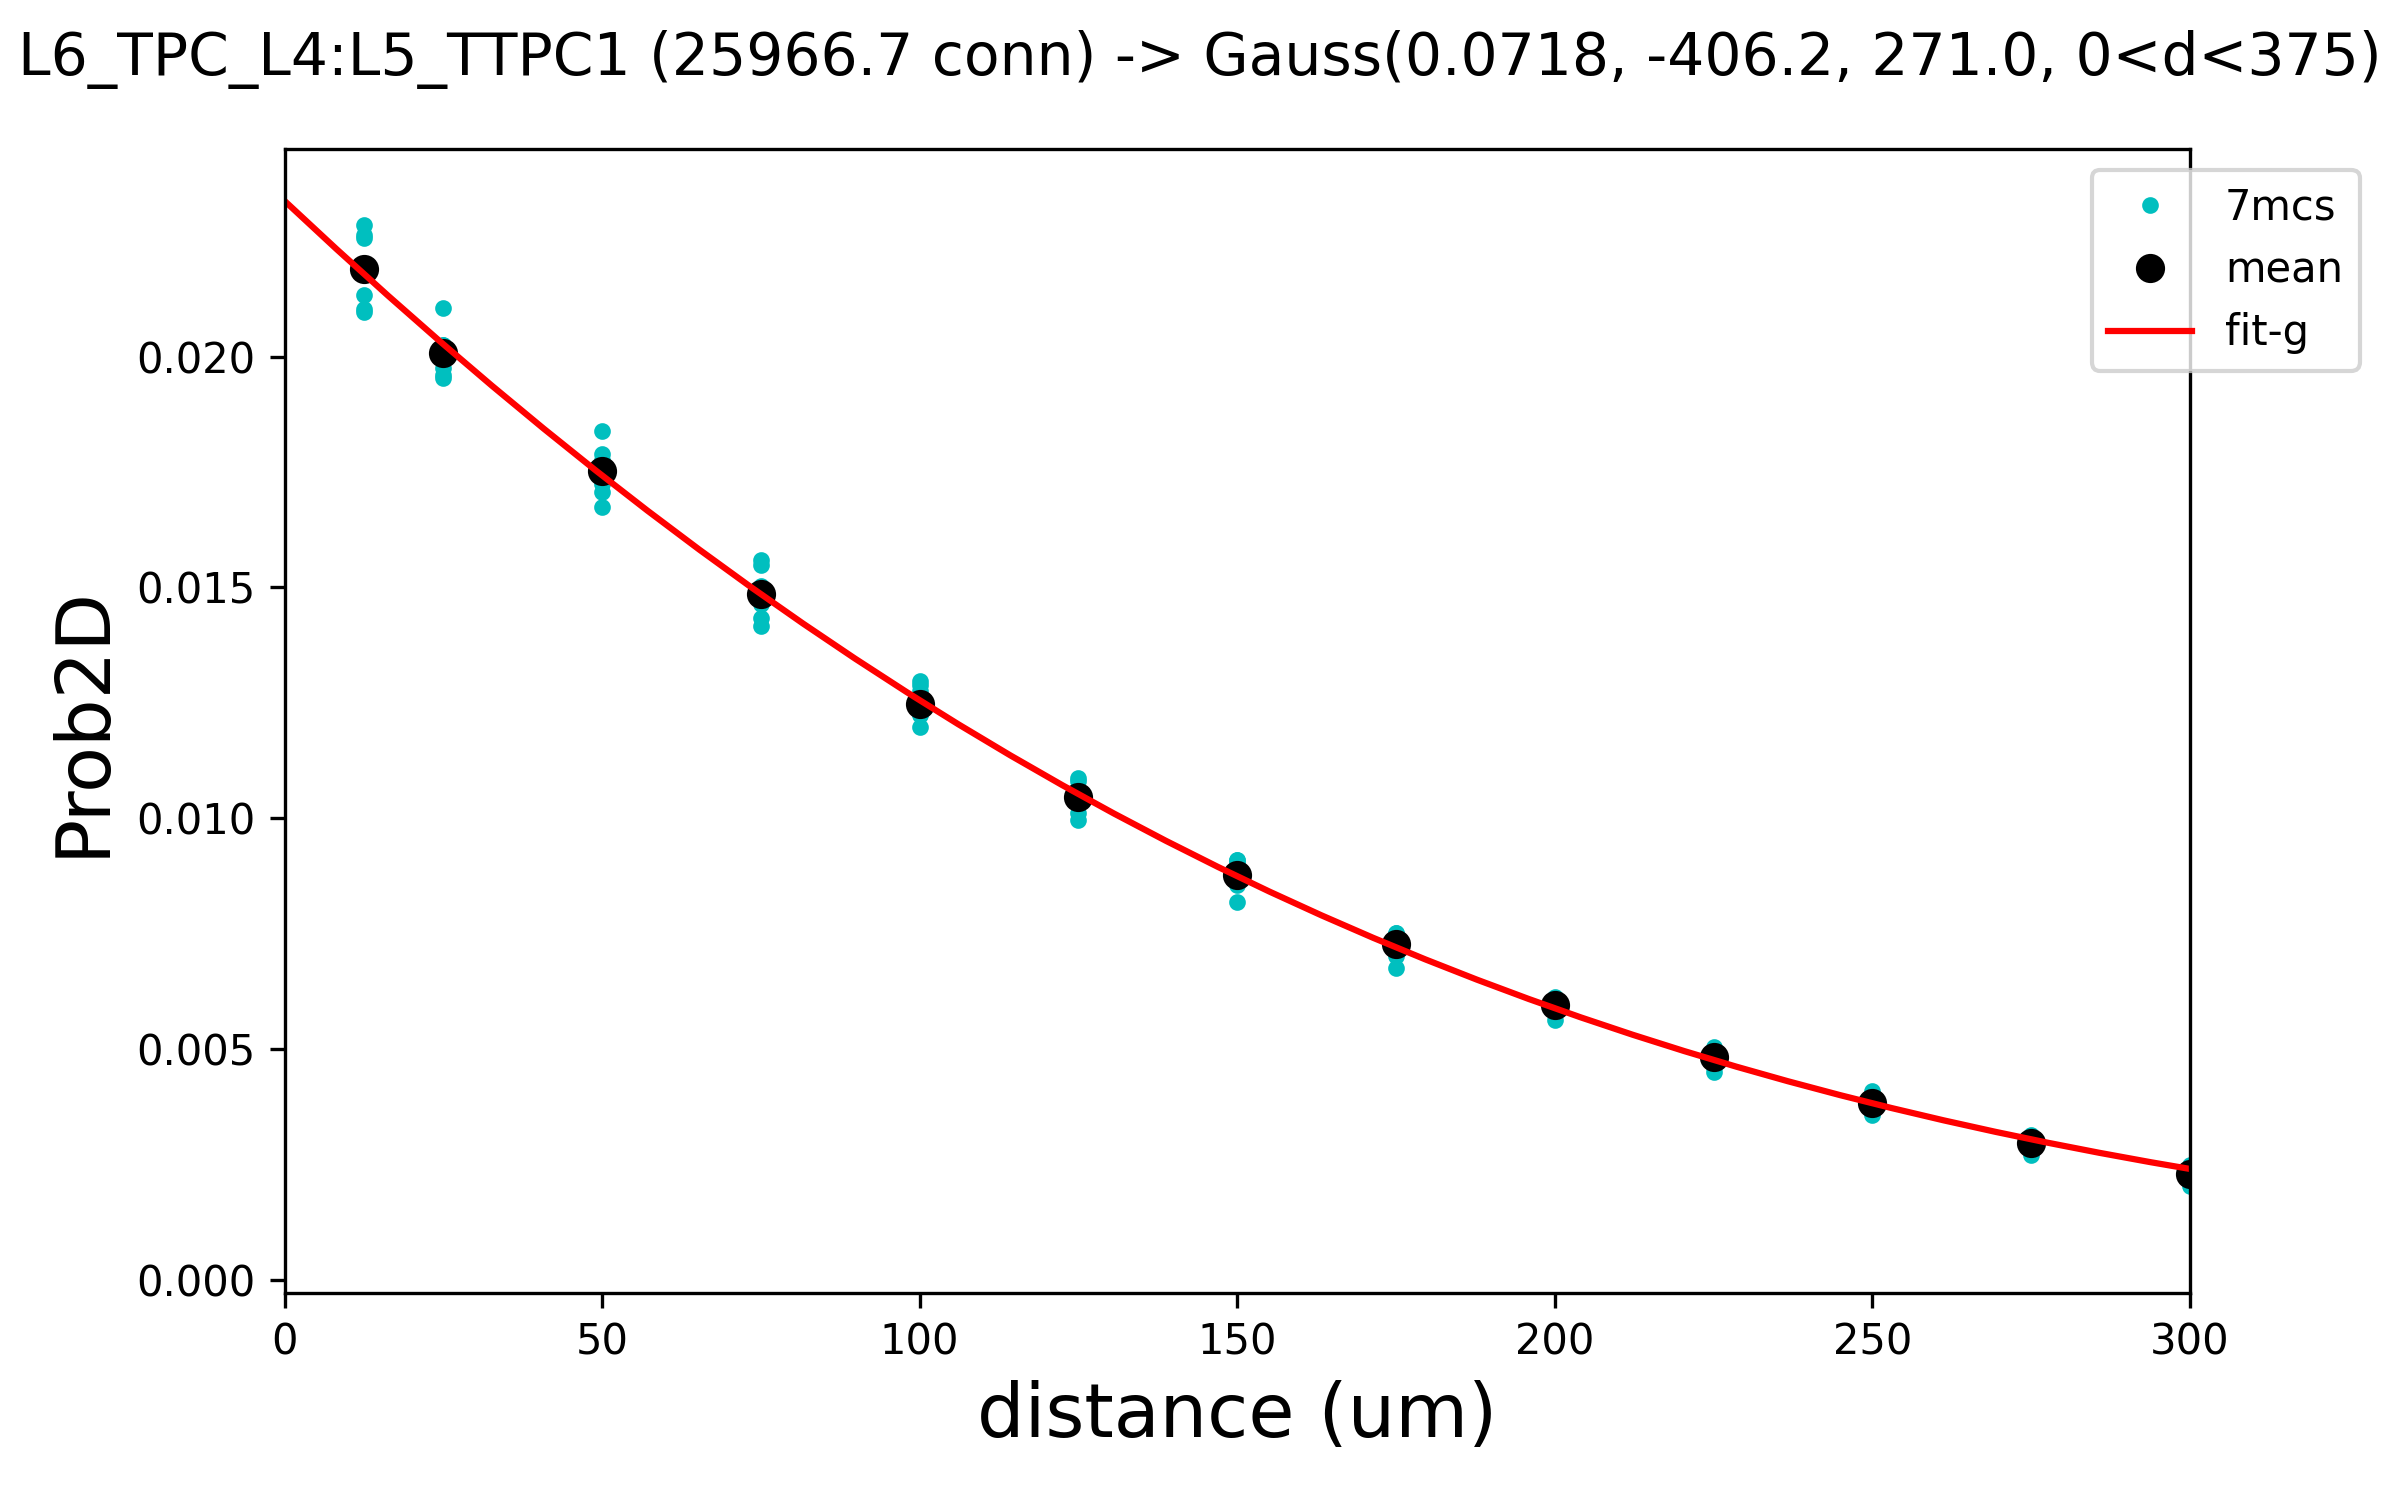 L6_TPC_L4:L5_TTPC1 (25966.7 conn) -> Gauss(0.0718, -406.2, 271.0, 0<d<375)
7mcs
mean
fit-g
Prob2D
0.020
0.015
0.010
0.005
0.000
0 50 100 150 200 250 300
distance (um)